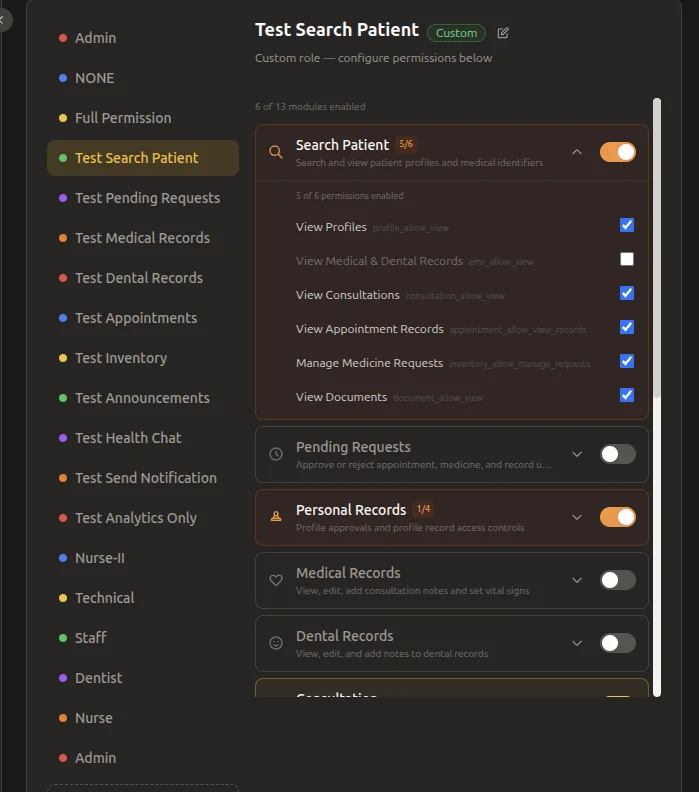 Admin
NONE
Full Permission
Test Search Patient
Test Pending Requests
Test Medical Records
Test Dental Records
Test Appointments
Test Inventory
Test Announcements
Test Health Chat
Test Send Notification
Test Analytics Only
Nurse-II
Technical
Staff
Dentist
Nurse
Admin
Test Search Patient Custom
Custom role — configure permissions below
6 of 13 modules enabled
Search Patient 5/6
Search and view patient profiles and medical identifiers
5 of 6 permissions enabled
View Profiles profile_allow_view
View Medical & Dental Records emr_allow_view
View Consultations consultation_allow_view
View Appointment Records appointment_allow_view_records
Manage Medicine Requests inventory_allow_manage_requests
View Documents document_allow_view
Pending Requests
Approve or reject appointment, medicine, and record u...
Personal Records 1/4
Profile approvals and profile record access controls
Medical Records
View, edit, add consultation notes and set vital signs
Dental Records
View, edit, and add notes to dental records
Consultation